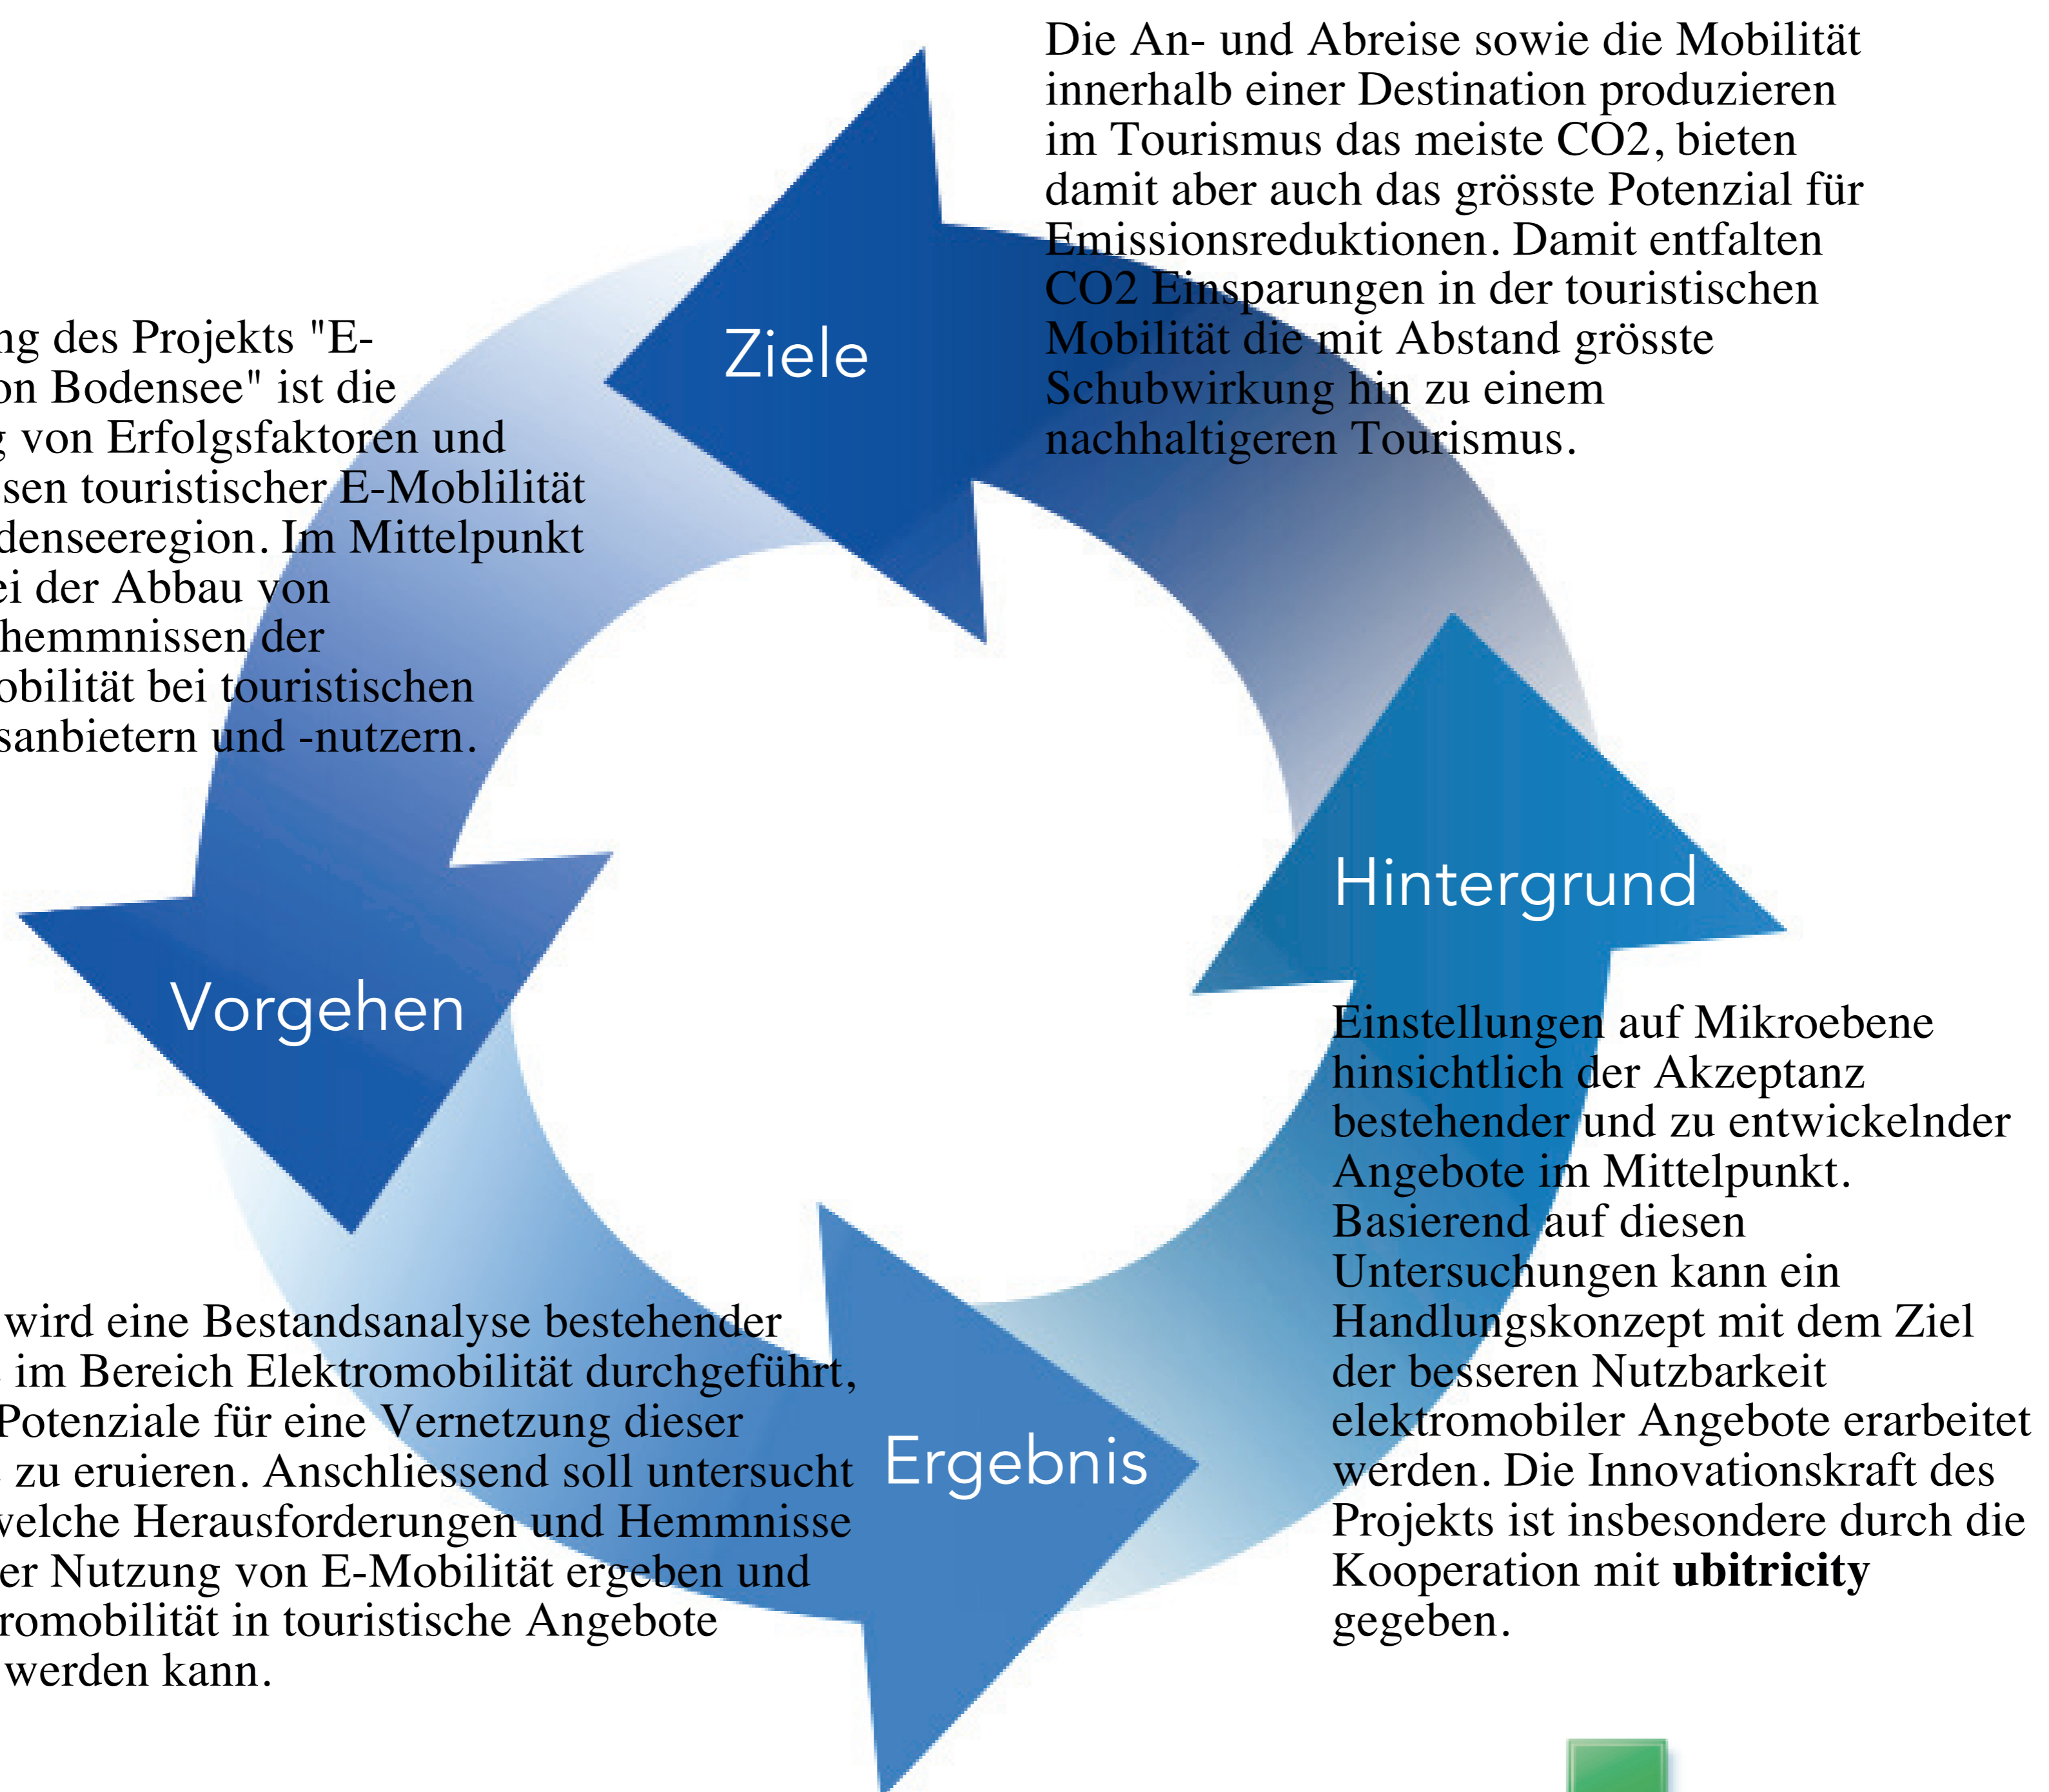 Die An- und Abreise sowie die Mobilität
innerhalb einer Destination produzieren
im Tourismus das meiste CO2, bieten
damit aber auch das grösste Potenzial für
Emissionsreduktionen. Damit entfalten
CO2 Einsparungen in der touristischen
Mobilität die mit Abstand grösste
Schubwirkung hin zu einem
nachhaltigeren Tourismus.
Ziele
des Projekts "E-
Bodensee" ist die
von Erfolgsfaktoren und
touristischer E-Moblilität
Im Mittelpunkt
der Abbau von
der
bei touristischen
und -nutzern.
Hintergrund
Vorgehen
Einstellungen auf Mikroebene
hinsichtlich der Akzeptanz
bestehender und zu entwickelnder
Angebote im Mittelpunkt.
Basierend auf diesen
Untersuchungen kann ein
Handlungskonzept mit dem Ziel
der besseren Nutzbarkeit
elektromobiler Angebote erarbeitet
werden. Die Innovationskraft des
Projekts ist insbesondere durch die
Kooperation mit ubitricity
gegeben.
wird eine Bestandsanalyse bestehender
im Bereich Elektromobilität durchgeführt,
Potenziale für eine Vernetzung dieser
zu eruieren. Anschliessend soll untersucht
welche Herausforderungen und Hemmnisse
Nutzung von E-Mobilität ergeben und
in touristische Angebote
werden kann.
Ergebnis